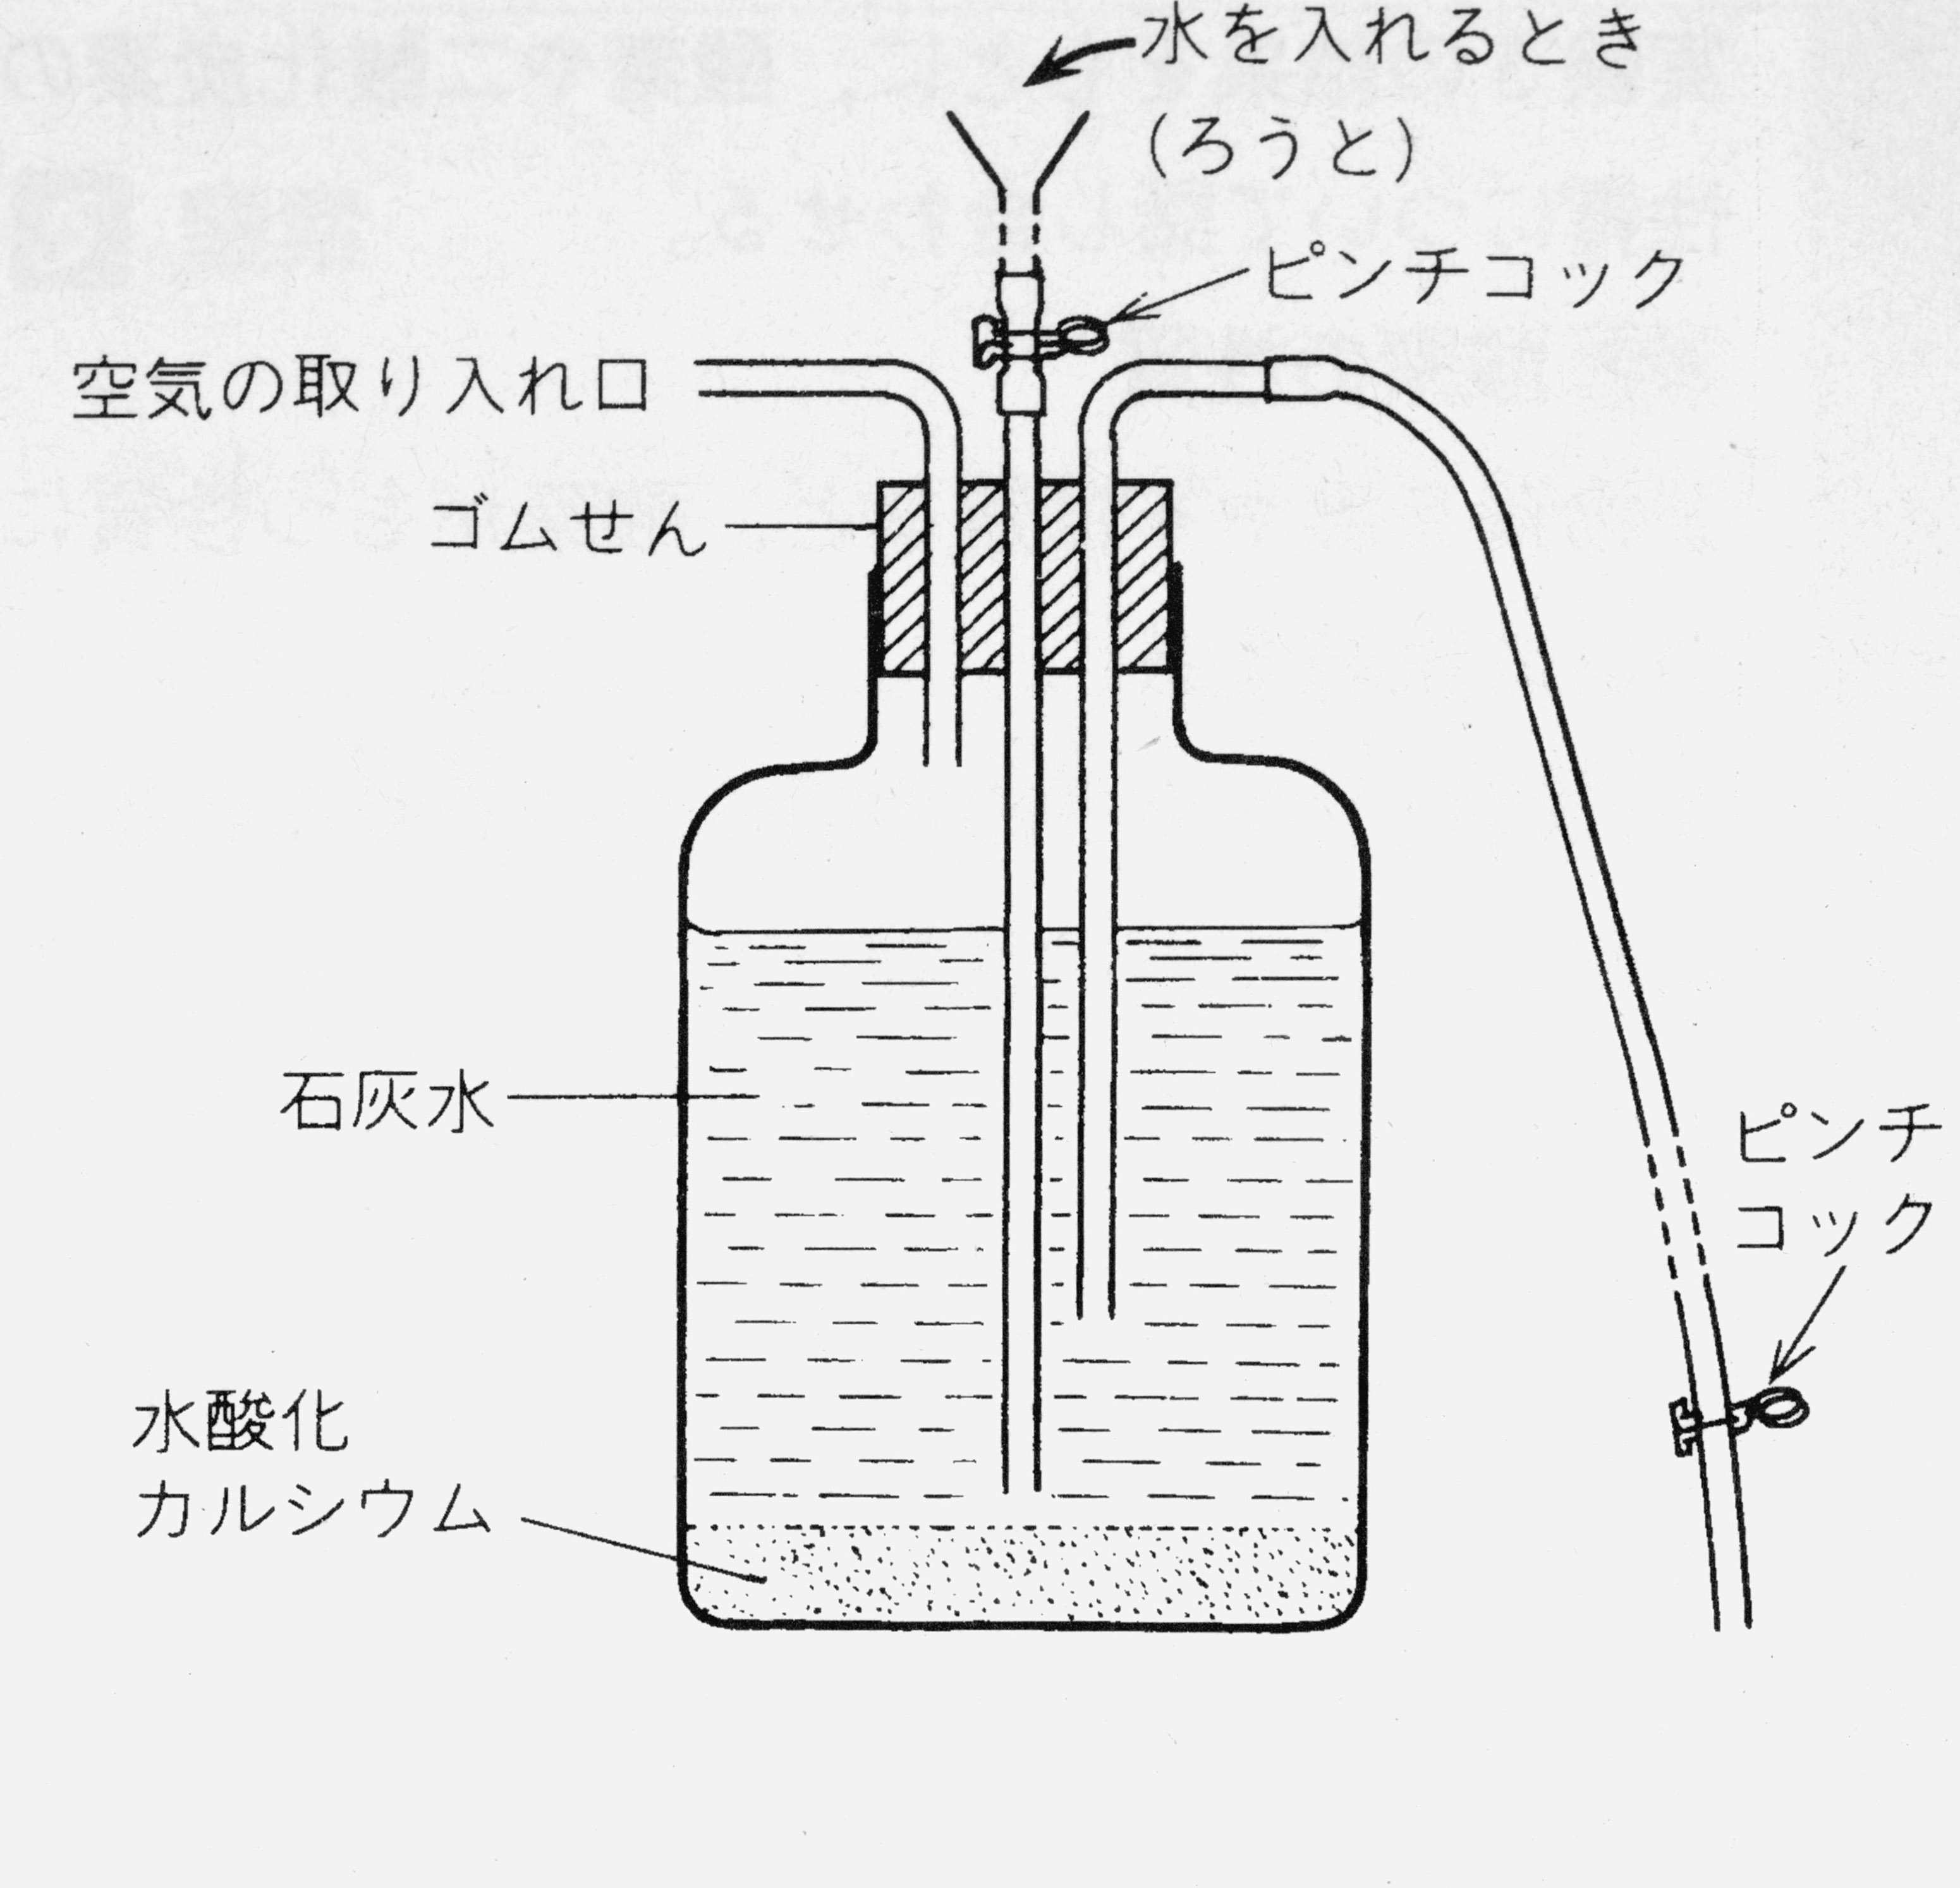 水を入れるとき
(ろうと)
ピンチコック
空気の取り入れ口
ゴムせん
石灰水
ピンチ
コック
水酸化
カルシウム